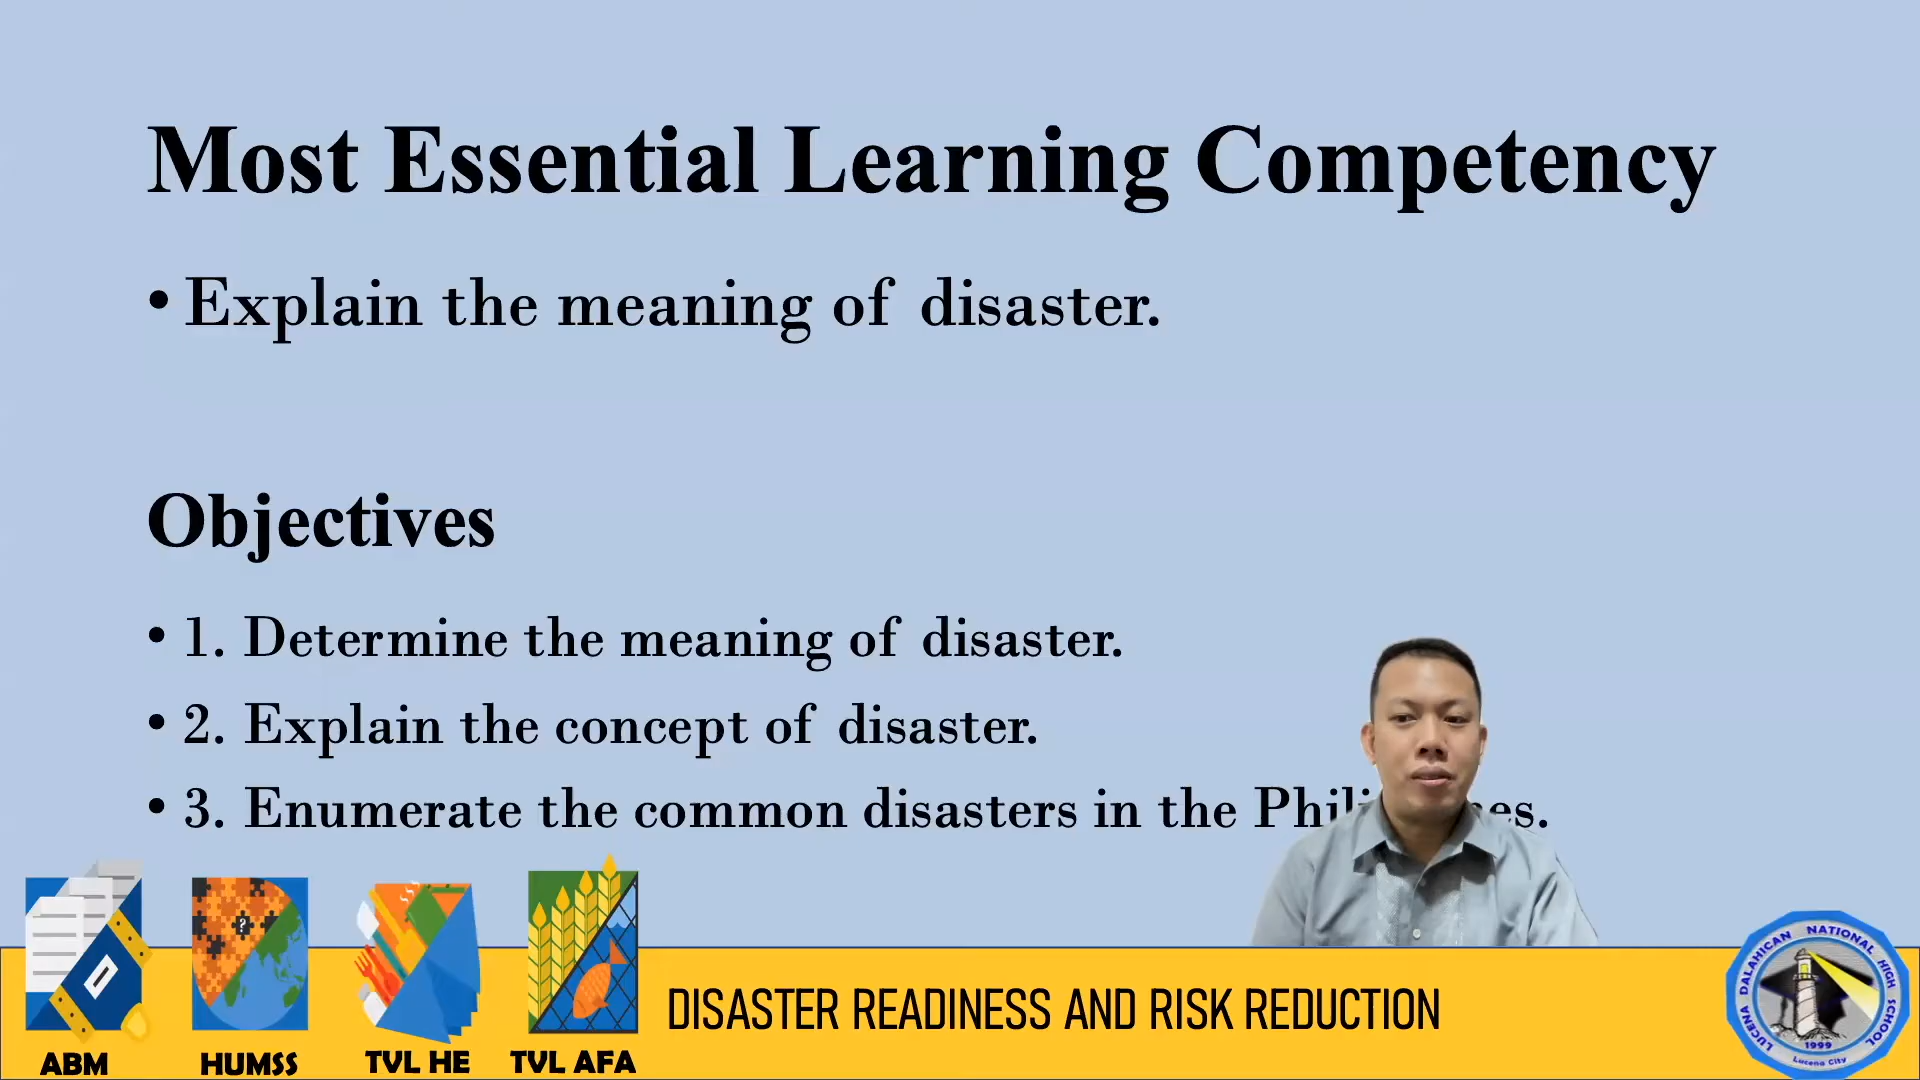 Most Essential Learning Competency
• Explain the meaning of disaster.
Objectives
• 1. Determine the meaning of disaster.
• 2. Explain the concept of disaster.
• 3. Enumerate the common disasters in the
DISASTER READINESS AND RISK REDUCTION
ABM
HUMSS
TVL HE
TVL AFA
?
LUCENA DALAHICAN NATIONAL HIGH SCHOOL
1999
Lucena City